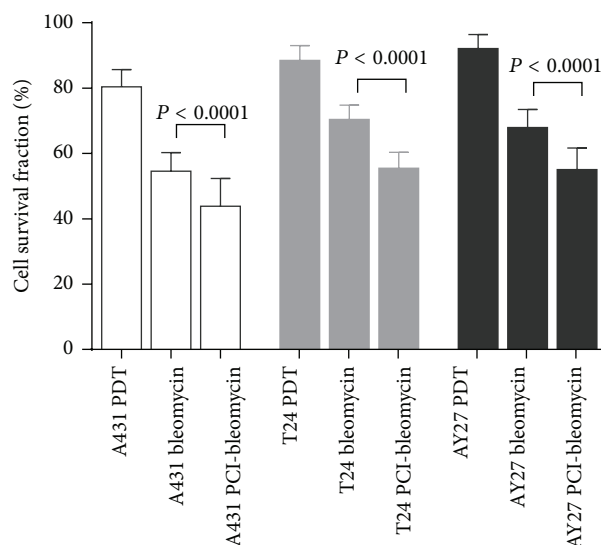 100
80
60
40
20
0
Cell survival fraction (%)
P < 0.0001
P < 0.0001
P < 0.0001
A431 PDT
A431 bleomycin
A431 PCI-bleomycin
T24 PDT
T24 bleomycin
T24 PCI-bleomycin
AY27 PDT
AY27 bleomycin
AY27 PCI-bleomycin